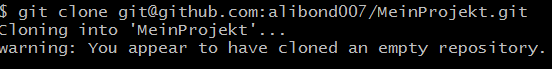 $ git clone git@github.com:alibond007/MeinProjekt.git
Cloning into 'MeinProjekt'...
warning: You appear to have cloned an empty repository.